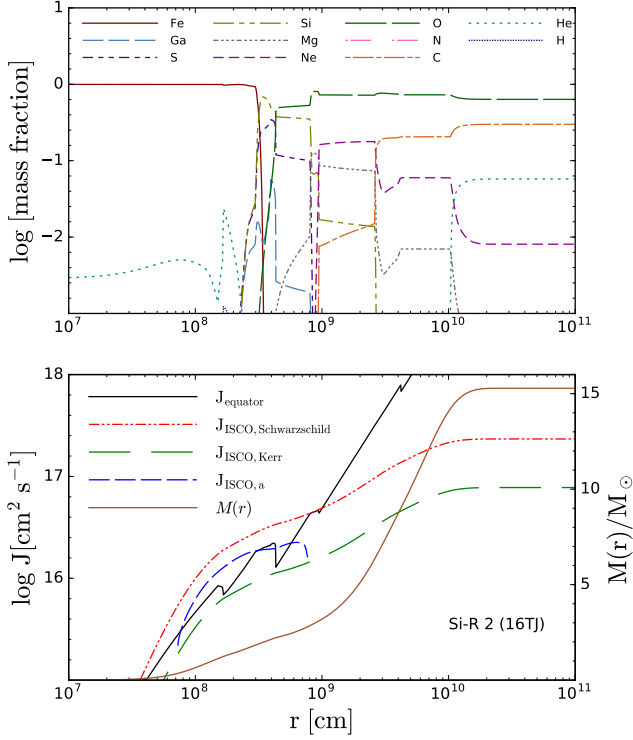 log [mass fraction]
1
0
−1
−2
Fe Si O He
Ga Mg N H
S Ne C
10^7 10^8 10^9 10^10 10^11
log J[cm² s⁻¹]
18
17
16
J_equator
J_ISCO, Schwarzschild
J_ISCO, Kerr
J_ISCO, a
M(r)
15
10
5
M(r)/M_⊙
Si-R 2 (16TJ)
10^7 10^8 10^9 10^10 10^11
r [cm]